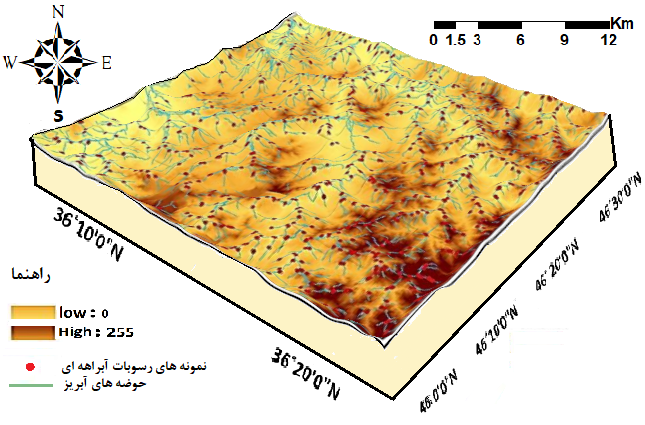 N
W E
S
Km
0 1.5 3 6 9 12
36°10'0"N
36°20'0"N
46°0'0"N
46°10'0"N
46°20'0"N
46°30'0"N
راهنما
low : 0
High : 255
نمونه های رسوبات آبراهه ای
حوضه های آبریز